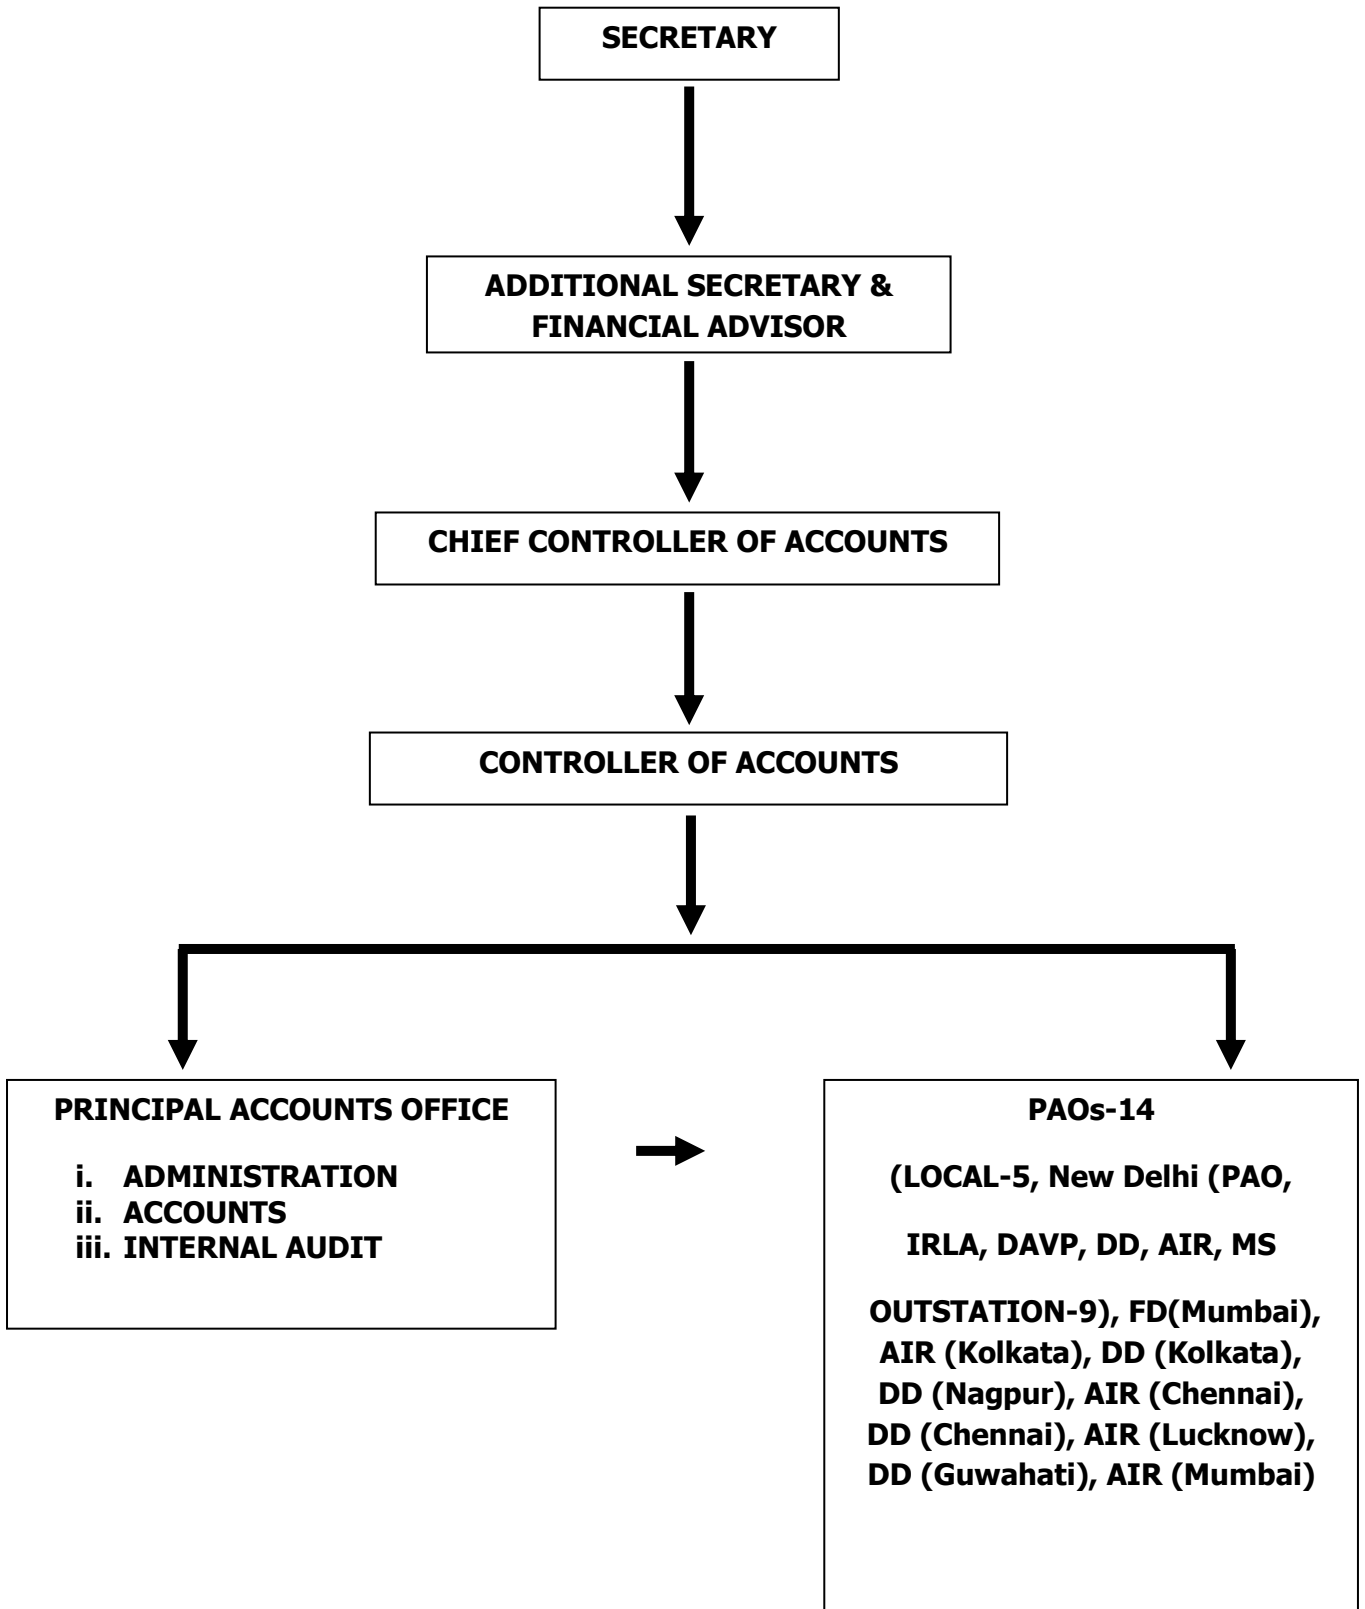 SECRETARY
ADDITIONAL SECRETARY &
FINANCIAL ADVISOR
CHIEF CONTROLLER OF ACCOUNTS
CONTROLLER OF ACCOUNTS
PRINCIPAL ACCOUNTS OFFICE
i. ADMINISTRATION
ii. ACCOUNTS
iii. INTERNAL AUDIT
PAOs-14
(LOCAL-5, New Delhi (PAO,
IRLA, DAVP, DD, AIR, MS
OUTSTATION-9), FD(Mumbai),
AIR (Kolkata), DD (Kolkata),
DD (Nagpur), AIR (Chennai),
DD (Chennai), AIR (Lucknow),
DD (Guwahati), AIR (Mumbai)